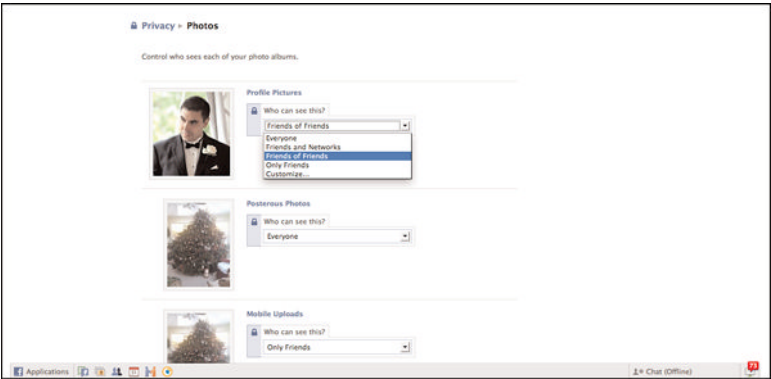 Privacy ▸ Photos
Control who sees each of your photo albums.
Profile Pictures
Who can see this?
Friends of Friends
Everyone
Friends and Networks
Friends of Friends
Only Friends
Customize...
Posterous Photos
Who can see this?
Everyone
Mobile Uploads
Who can see this?
Only Friends
Applications
Chat (Offline)
73